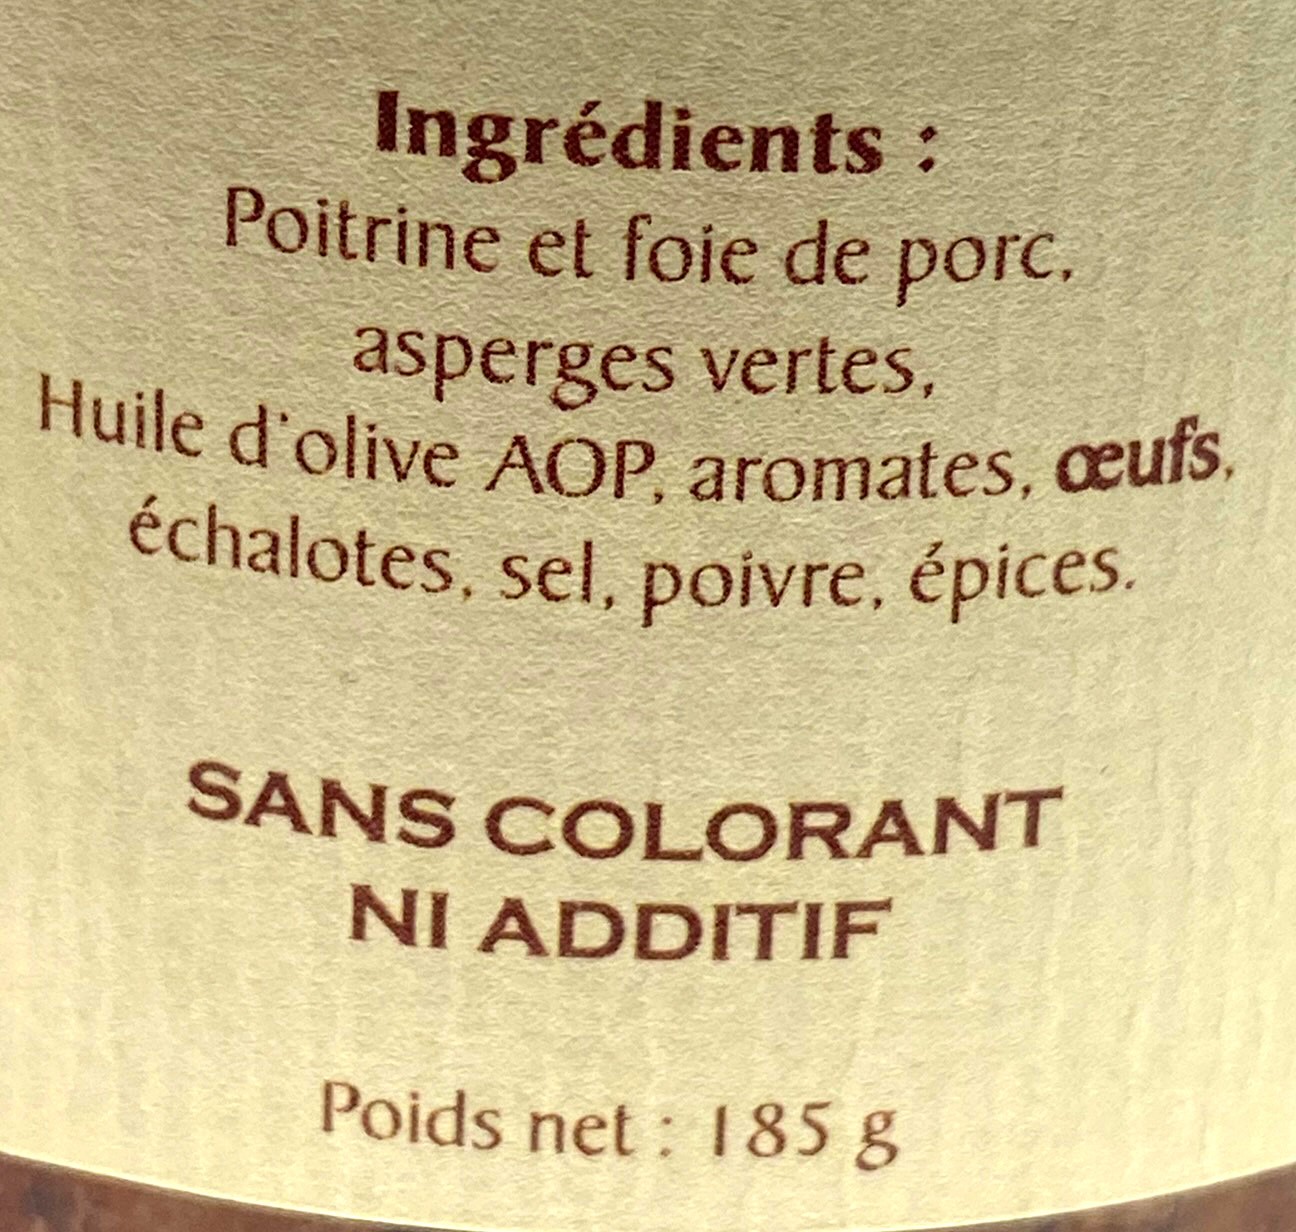 Ingrédients :
Poitrine et foie de porc,
asperges vertes,
Huile d'olive AOP, aromates, œufs,
échalotes, sel, poivre, épices.
SANS COLORANT
NI ADDITIF
Poids net : 185 g